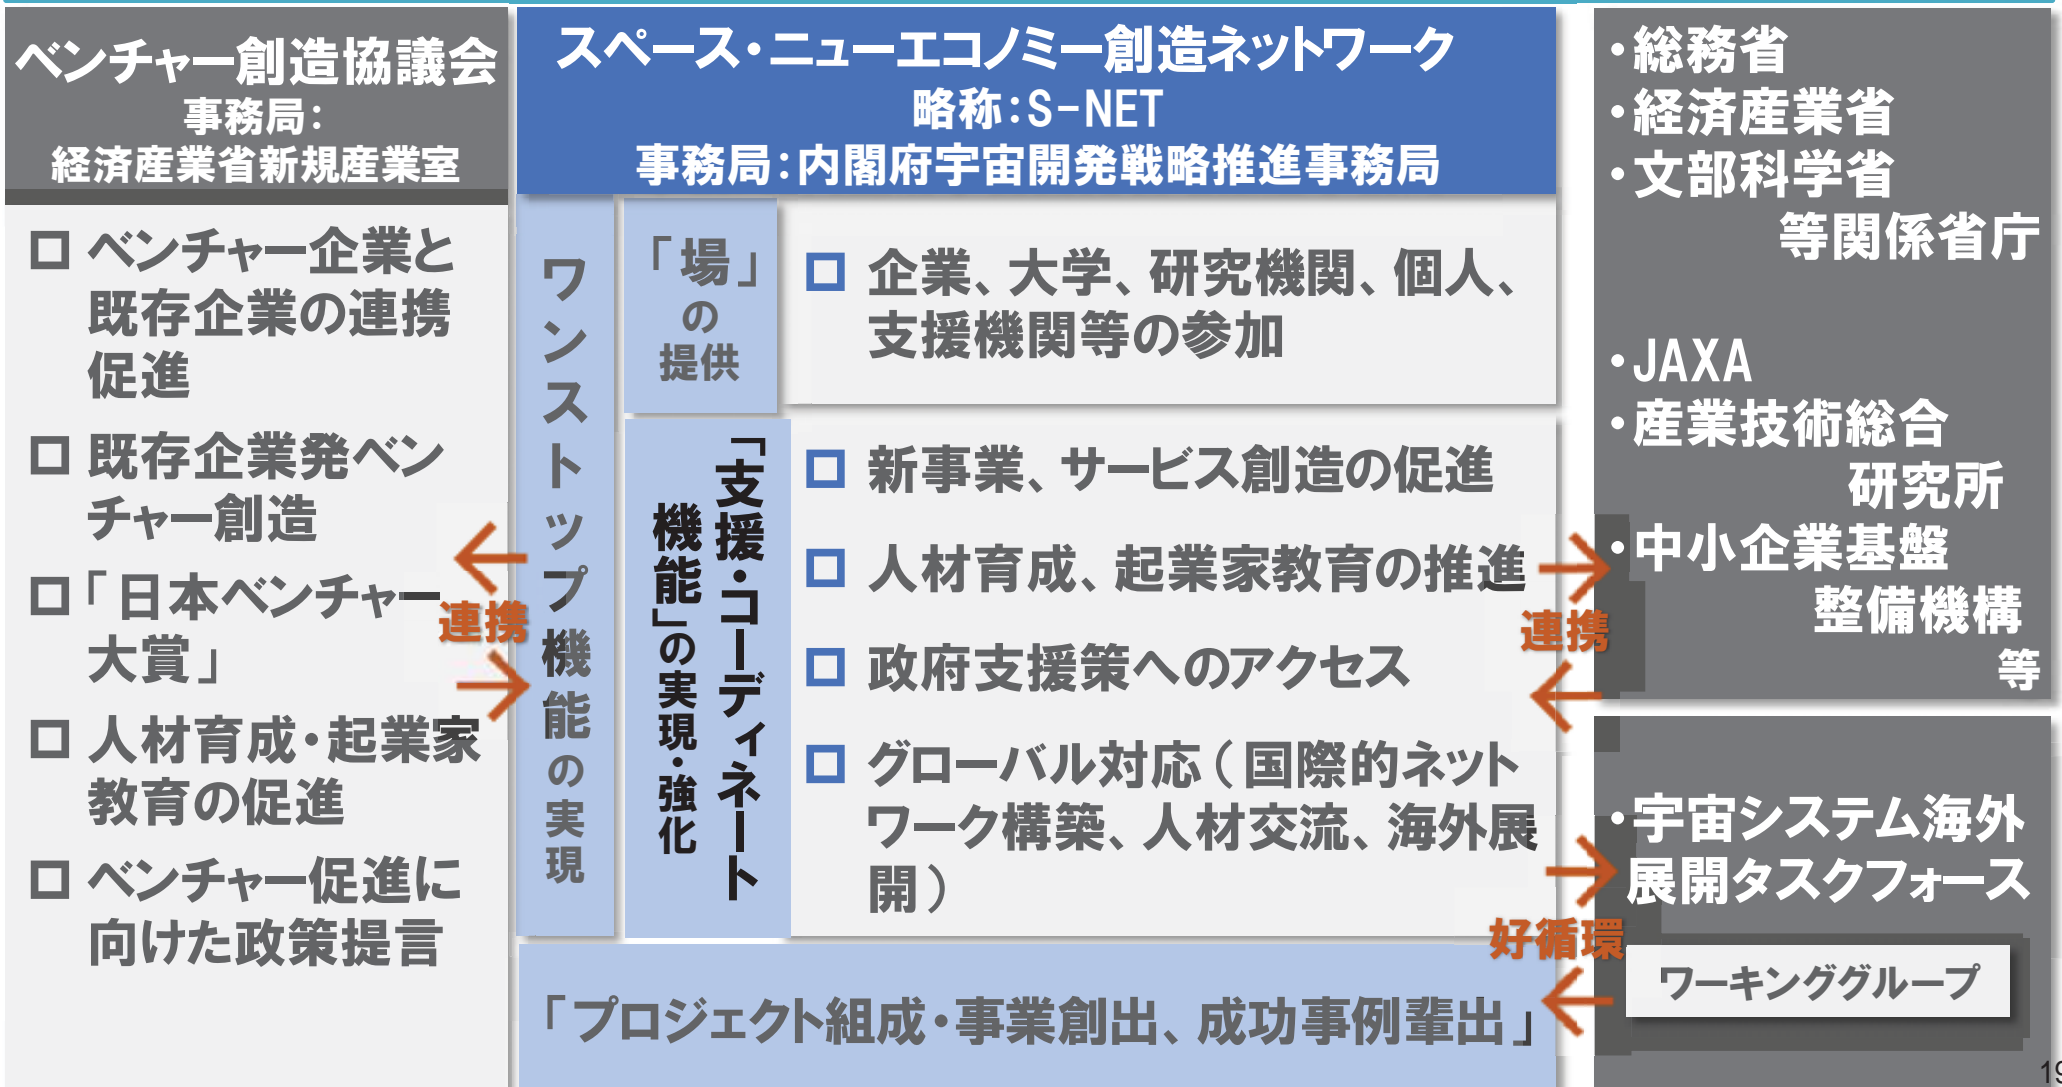 ベンチャー創造協議会
事務局：
経済産業省新規産業室
□ ベンチャー企業と
既存企業の連携
促進
□ 既存企業発ベン
チャー創造
□「日本ベンチャー
大賞」
□ 人材育成・起業家
教育の促進
□ ベンチャー促進に
向けた政策提言
連携
スペース・ニューエコノミー創造ネットワーク
略称：S-NET
事務局：内閣府宇宙開発戦略推進事務局
ワンストップ機能の実現
「場」
の
提供
□ 企業、大学、研究機関、個人、
支援機関等の参加
「支援・コーディネート
機能」の実現・強化
□ 新事業、サービス創造の促進
□ 人材育成、起業家教育の推進
□ 政府支援策へのアクセス
□ グローバル対応（国際的ネット
ワーク構築、人材交流、海外展
開）
「プロジェクト組成・事業創出、成功事例輩出」
連携
好循環
・総務省
・経済産業省
・文部科学省
等関係省庁
・JAXA
・産業技術総合
研究所
・中小企業基盤
整備機構
等
・宇宙システム海外
展開タスクフォース
ワーキンググループ
19